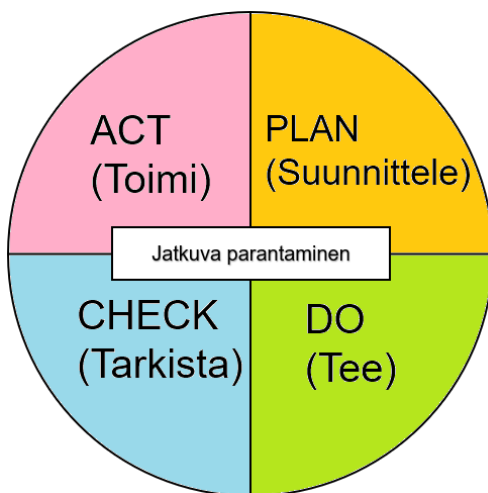 ACT
(Toimi)
PLAN
(Suunnittele)
Jatkuva parantaminen
CHECK
(Tarkista)
DO
(Tee)